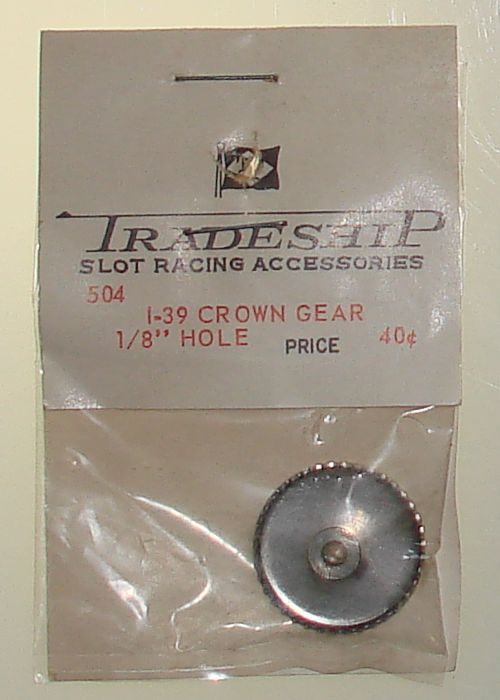 TRADESHIP
SLOT RACING ACCESSORIES
504
1-39 CROWN GEAR
1/8" HOLE PRICE 40¢